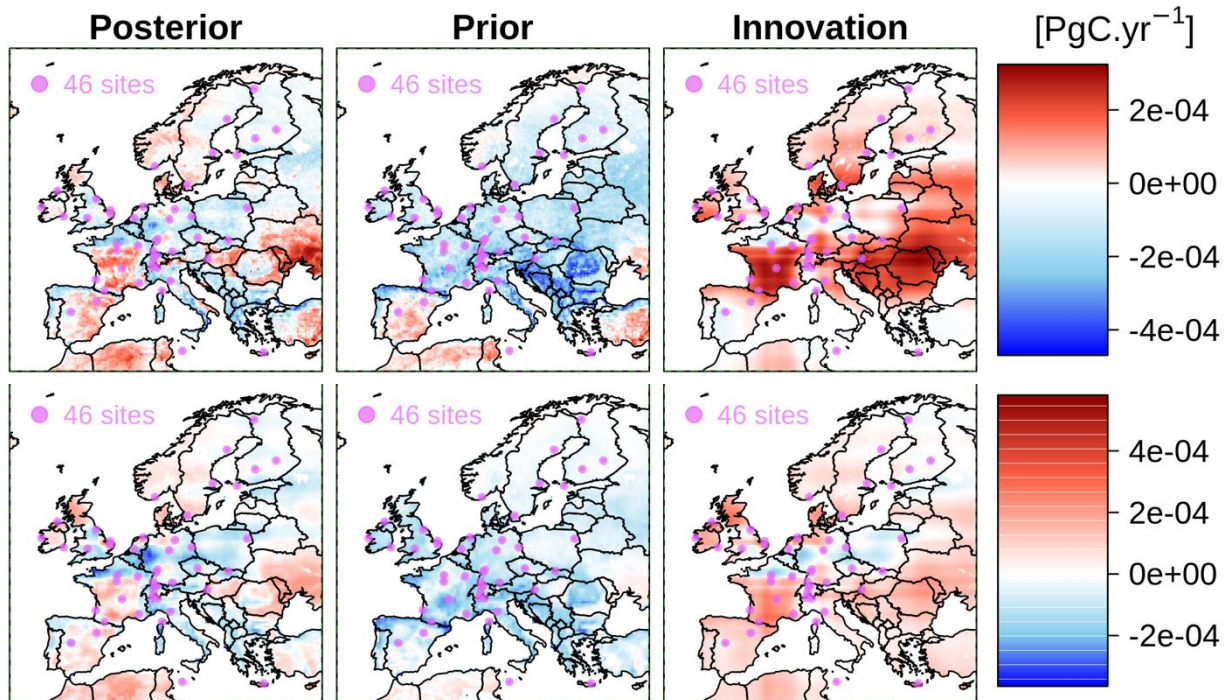 Posterior Prior Innovation [PgC.yr⁻¹]
46 sites 46 sites 46 sites
2e-04
0e+00
-2e-04
-4e-04
46 sites 46 sites 46 sites
4e-04
2e-04
0e+00
-2e-04